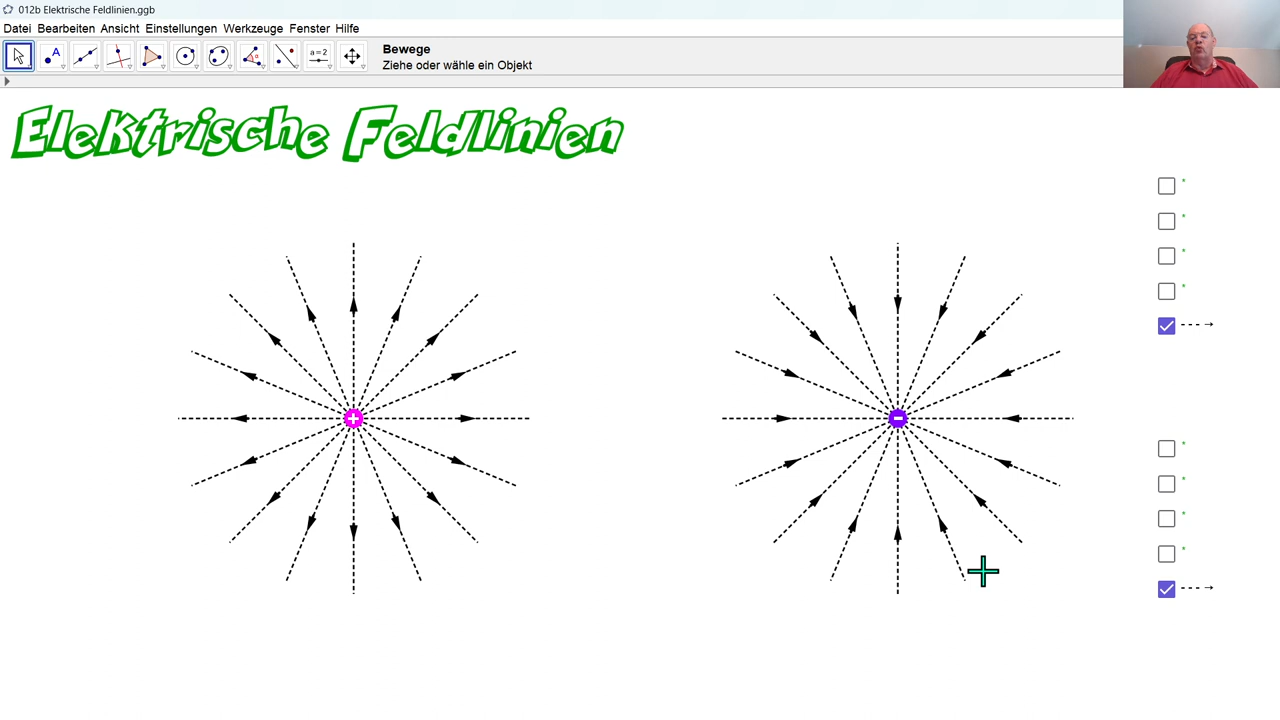 012b Elektrische Feldlinien.ggb
Datei Bearbeiten Ansicht Einstellungen Werkzeuge Fenster Hilfe
A
a=2
Bewege
Ziehe oder wähle ein Objekt
Elektrische Feldlinien
*
*
*
*
+
-
*
*
*
*